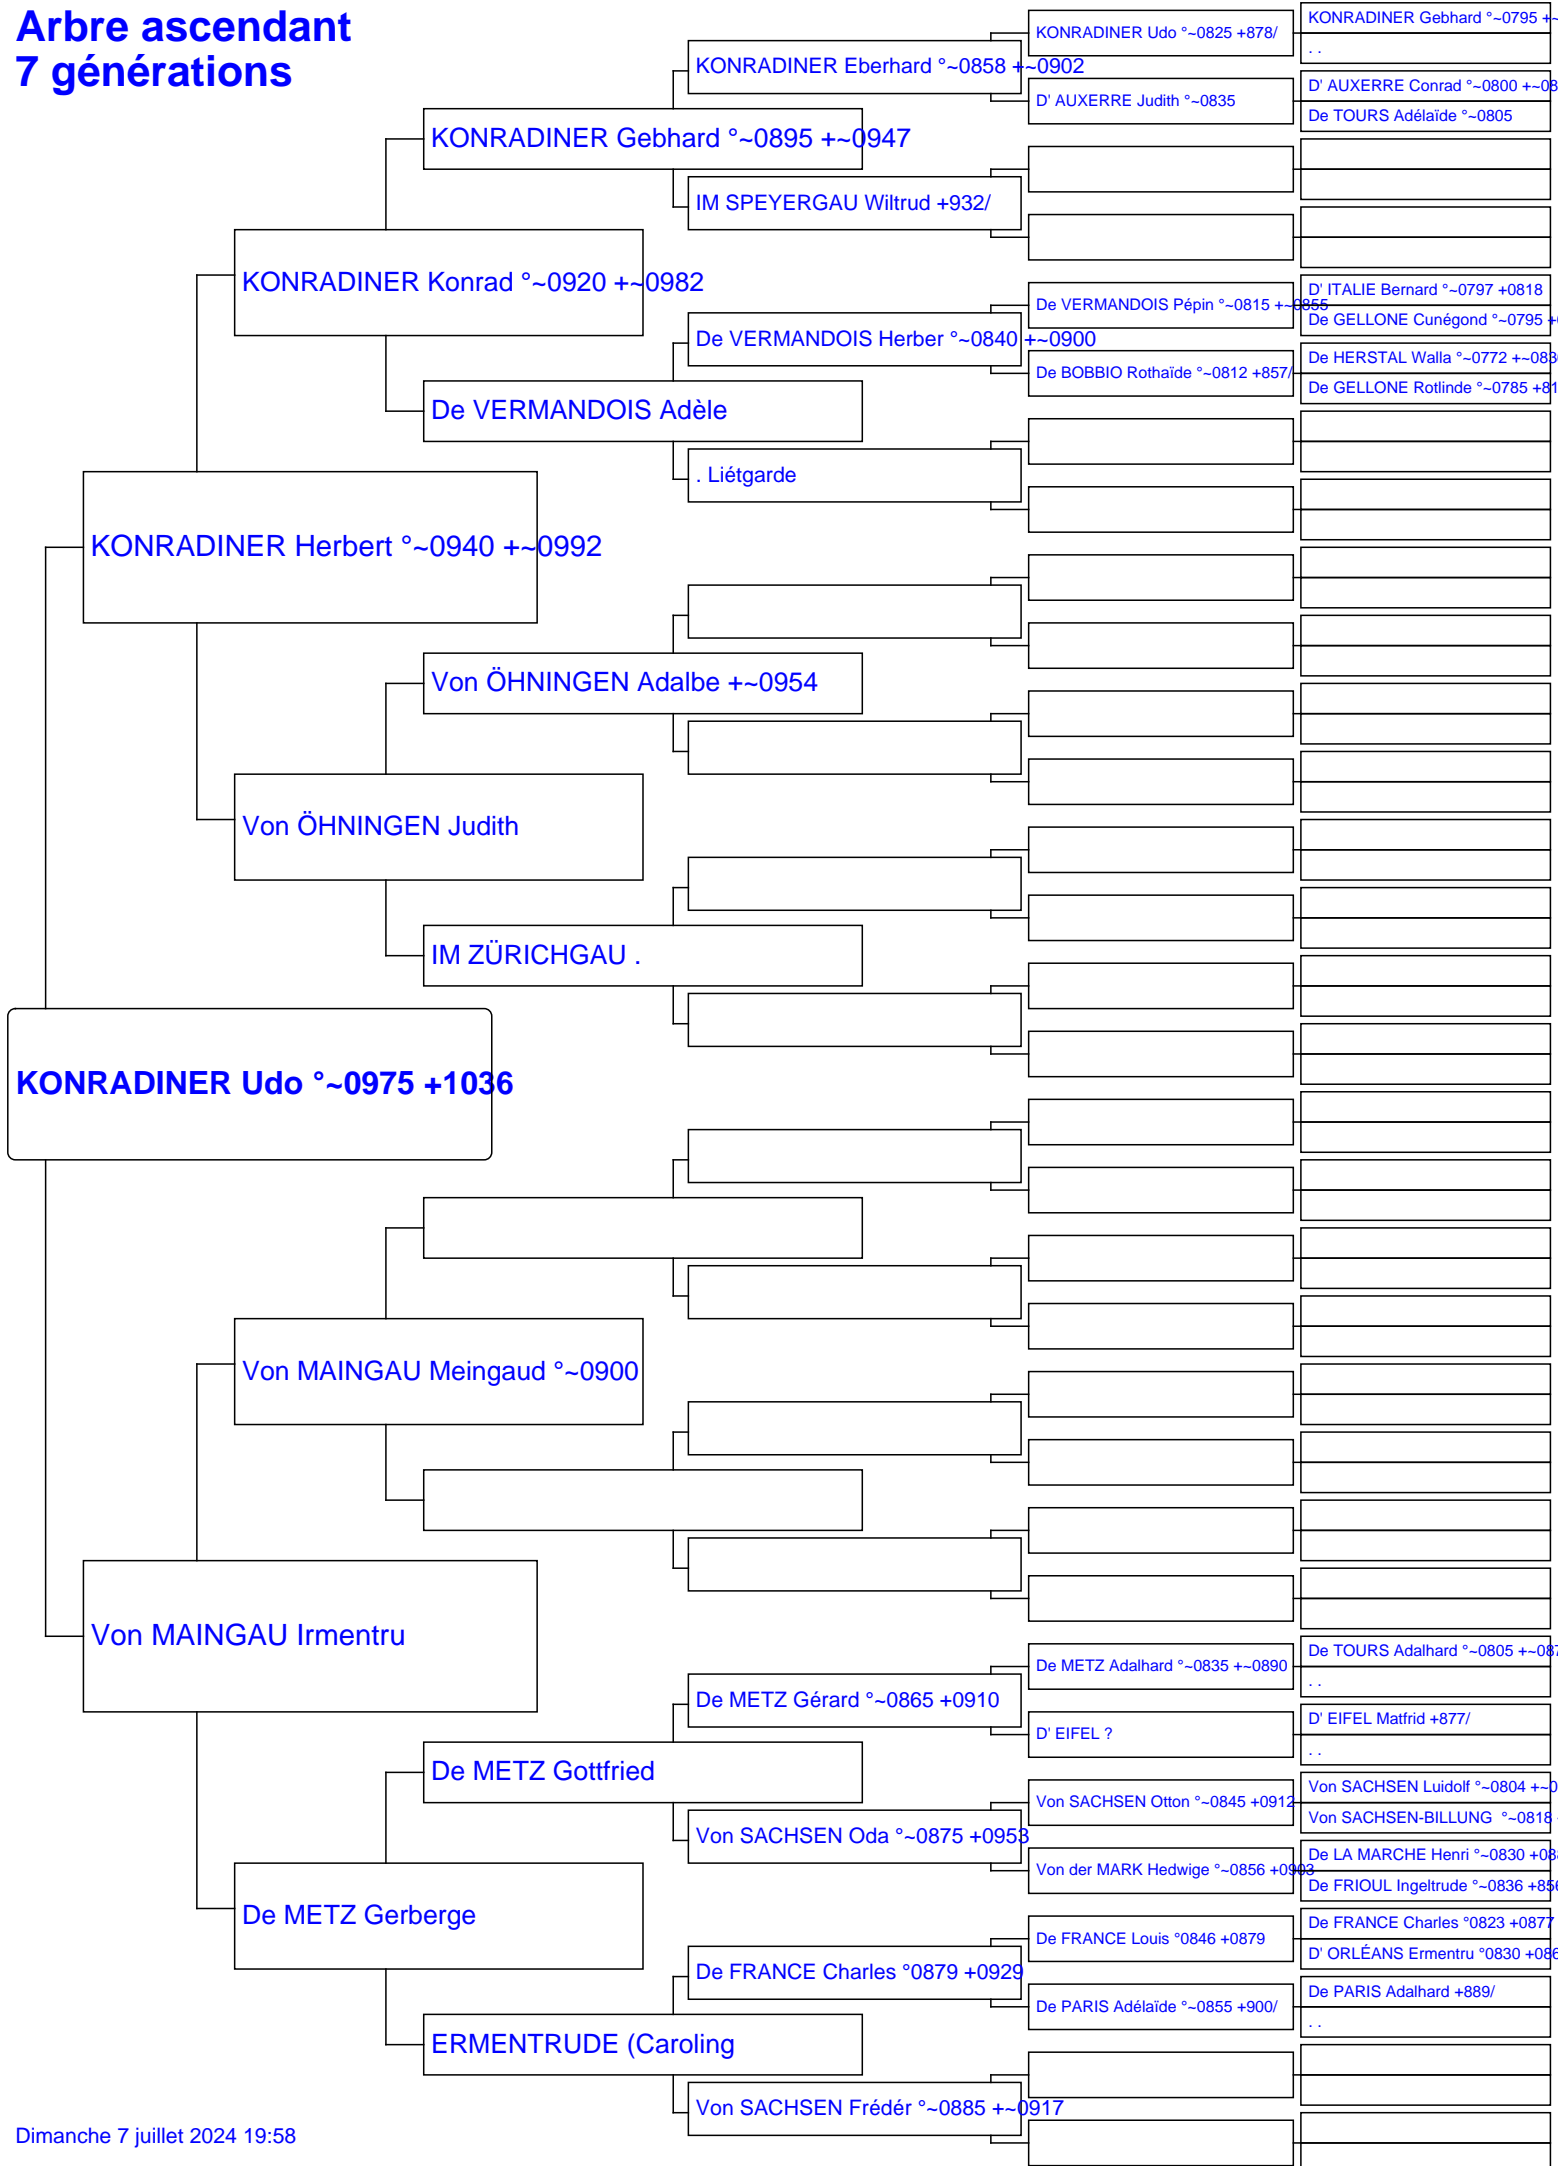 Arbre ascendant
7 générations
KONRADINER Gebhard °~0795 +~
KONRADINER Udo °~0825 +878/
. .
KONRADINER Eberhard °~0858 +~0902
D' AUXERRE Conrad °~0800 +~08
D' AUXERRE Judith °~0835
De TOURS Adélaïde °~0805
KONRADINER Gebhard °~0895 +~0947
IM SPEYERGAU Wiltrud +932/
KONRADINER Konrad °~0920 +~0982
D' ITALIE Bernard °~0797 +0818
De VERMANDOIS Pépin °~0815 +~0855
De GELLONE Cunégond °~0795 +
De VERMANDOIS Herber °~0840 +~0900
De HERSTAL Walla °~0772 +~083
De BOBBIO Rothaïde °~0812 +857/
De GELLONE Rotlinde °~0785 +81
De VERMANDOIS Adèle
. Liétgarde
KONRADINER Herbert °~0940 +~0992
Von ÖHNINGEN Adalbe +~0954
Von ÖHNINGEN Judith
IM ZÜRICHGAU .
KONRADINER Udo °~0975 +1036
Von MAINGAU Meingaud °~0900
Von MAINGAU Irmentru
De TOURS Adalhard °~0805 +~087
De METZ Adalhard °~0835 +~0890
. .
De METZ Gérard °~0865 +0910
D' EIFEL Matfrid +877/
D' EIFEL ?
. .
De METZ Gottfried
Von SACHSEN Luidolf °~0804 +~0
Von SACHSEN Otton °~0845 +0912
Von SACHSEN-BILLUNG  °~0818
Von SACHSEN Oda °~0875 +0953
De LA MARCHE Henri °~0830 +08
Von der MARK Hedwige °~0856 +0903
De FRIOUL Ingeltrude °~0836 +856
De METZ Gerberge
De FRANCE Charles °0823 +0877
De FRANCE Louis °0846 +0879
D' ORLÉANS Ermentru °0830 +086
De FRANCE Charles °0879 +0929
De PARIS Adalhard +889/
De PARIS Adélaïde °~0855 +900/
. .
ERMENTRUDE (Caroling
Von SACHSEN Frédér °~0885 +~0917
Dimanche 7 juillet 2024 19:58